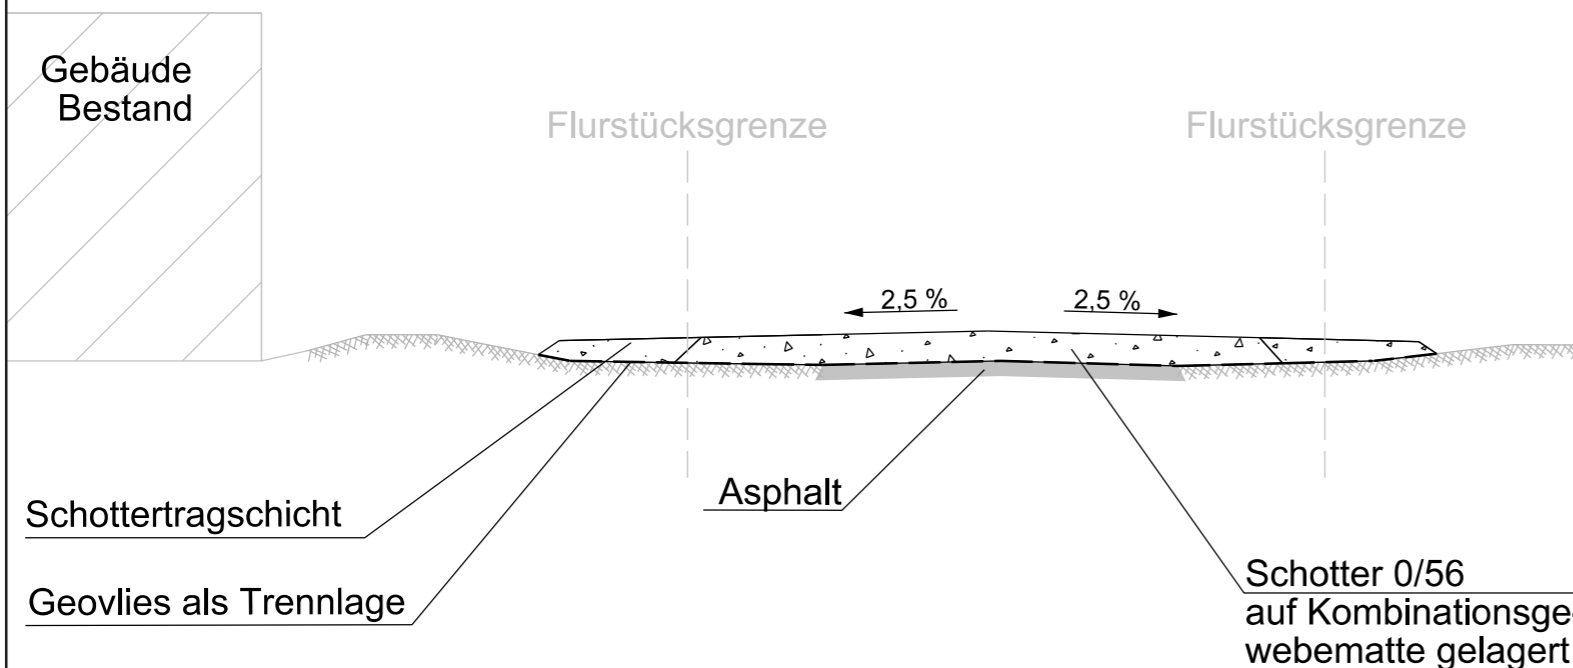 Gebäude
Bestand
Flurstücksgrenze
Flurstücksgrenze
2,5 %
2,5 %
Schottertragschicht
Asphalt
Geovlies als Trennlage
Schotter 0/56
auf Kombinationsge-
webematte gelagert